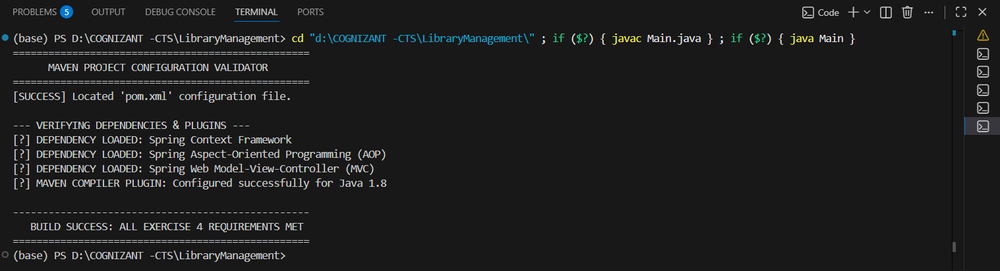 PROBLEMS 5 OUTPUT DEBUG CONSOLE TERMINAL PORTS Code
(base) PS D:\COGNIZANT -CTS\LibraryManagement> cd "d:\COGNIZANT -CTS\LibraryManagement\" ; if ($?) { javac Main.java } ; if ($?) { java Main }
==================================================
MAVEN PROJECT CONFIGURATION VALIDATOR
==================================================
[SUCCESS] Located 'pom.xml' configuration file.
--- VERIFYING DEPENDENCIES & PLUGINS ---
[?] DEPENDENCY LOADED: Spring Context Framework
[?] DEPENDENCY LOADED: Spring Aspect-Oriented Programming (AOP)
[?] DEPENDENCY LOADED: Spring Web Model-View-Controller (MVC)
[?] MAVEN COMPILER PLUGIN: Configured successfully for Java 1.8
--------------------------------------------------
BUILD SUCCESS: ALL EXERCISE 4 REQUIREMENTS MET
==================================================
(base) PS D:\COGNIZANT -CTS\LibraryManagement>